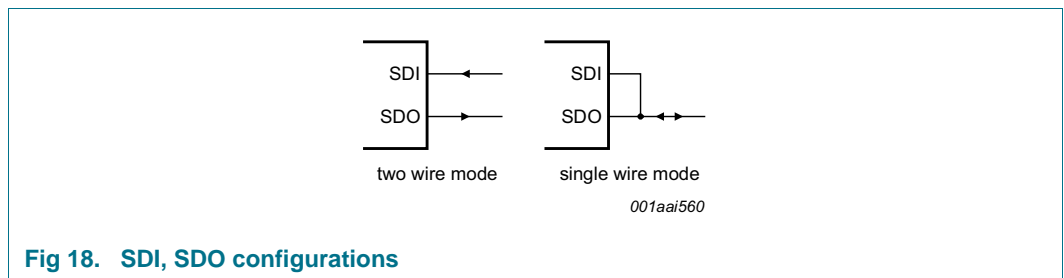 SDI SDI
SDO SDO
two wire mode single wire mode
001aai560
Fig 18. SDI, SDO configurations